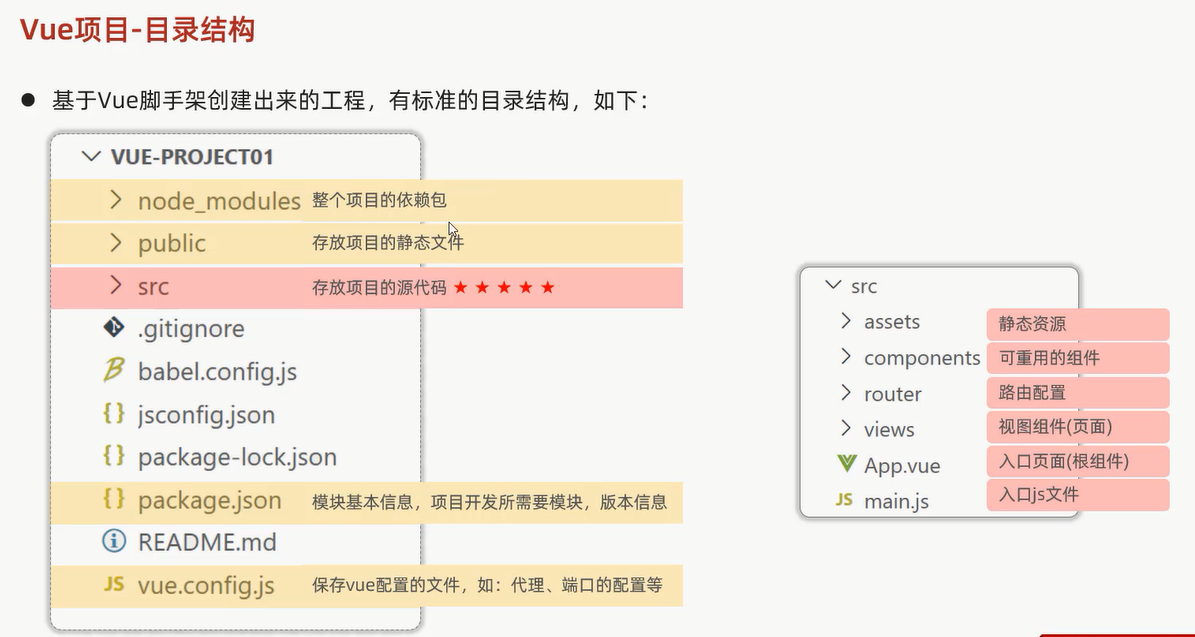 Vue项目-目录结构
● 基于Vue脚手架创建出来的工程，有标准的目录结构，如下：
VUE-PROJECT01
node_modules 整个项目的依赖包
public 存放项目的静态文件
src 存放项目的源代码 ★ ★ ★ ★ ★
.gitignore
babel.config.js
jsconfig.json
package-lock.json
package.json 模块基本信息，项目开发所需要模块，版本信息
README.md
vue.config.js 保存vue配置的文件，如：代理、端口的配置等
src
assets 静态资源
components 可重用的组件
router 路由配置
views 视图组件(页面)
App.vue 入口页面(根组件)
JS main.js 入口js文件